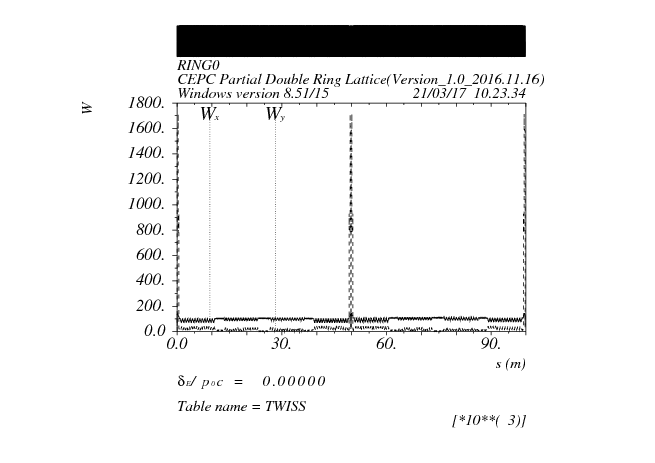 RING0
CEPC Partial Double Ring Lattice(Version_1.0_2016.11.16)
Windows version 8.51/15 21/03/17 10.23.34
W
1800.
1600.
1400.
1200.
1000.
800.
600.
400.
200.
0.0
Wx Wy
0.0 30. 60. 90.
s (m)
δE/ p0c = 0.00000
Table name = TWISS
[*10**( 3)]